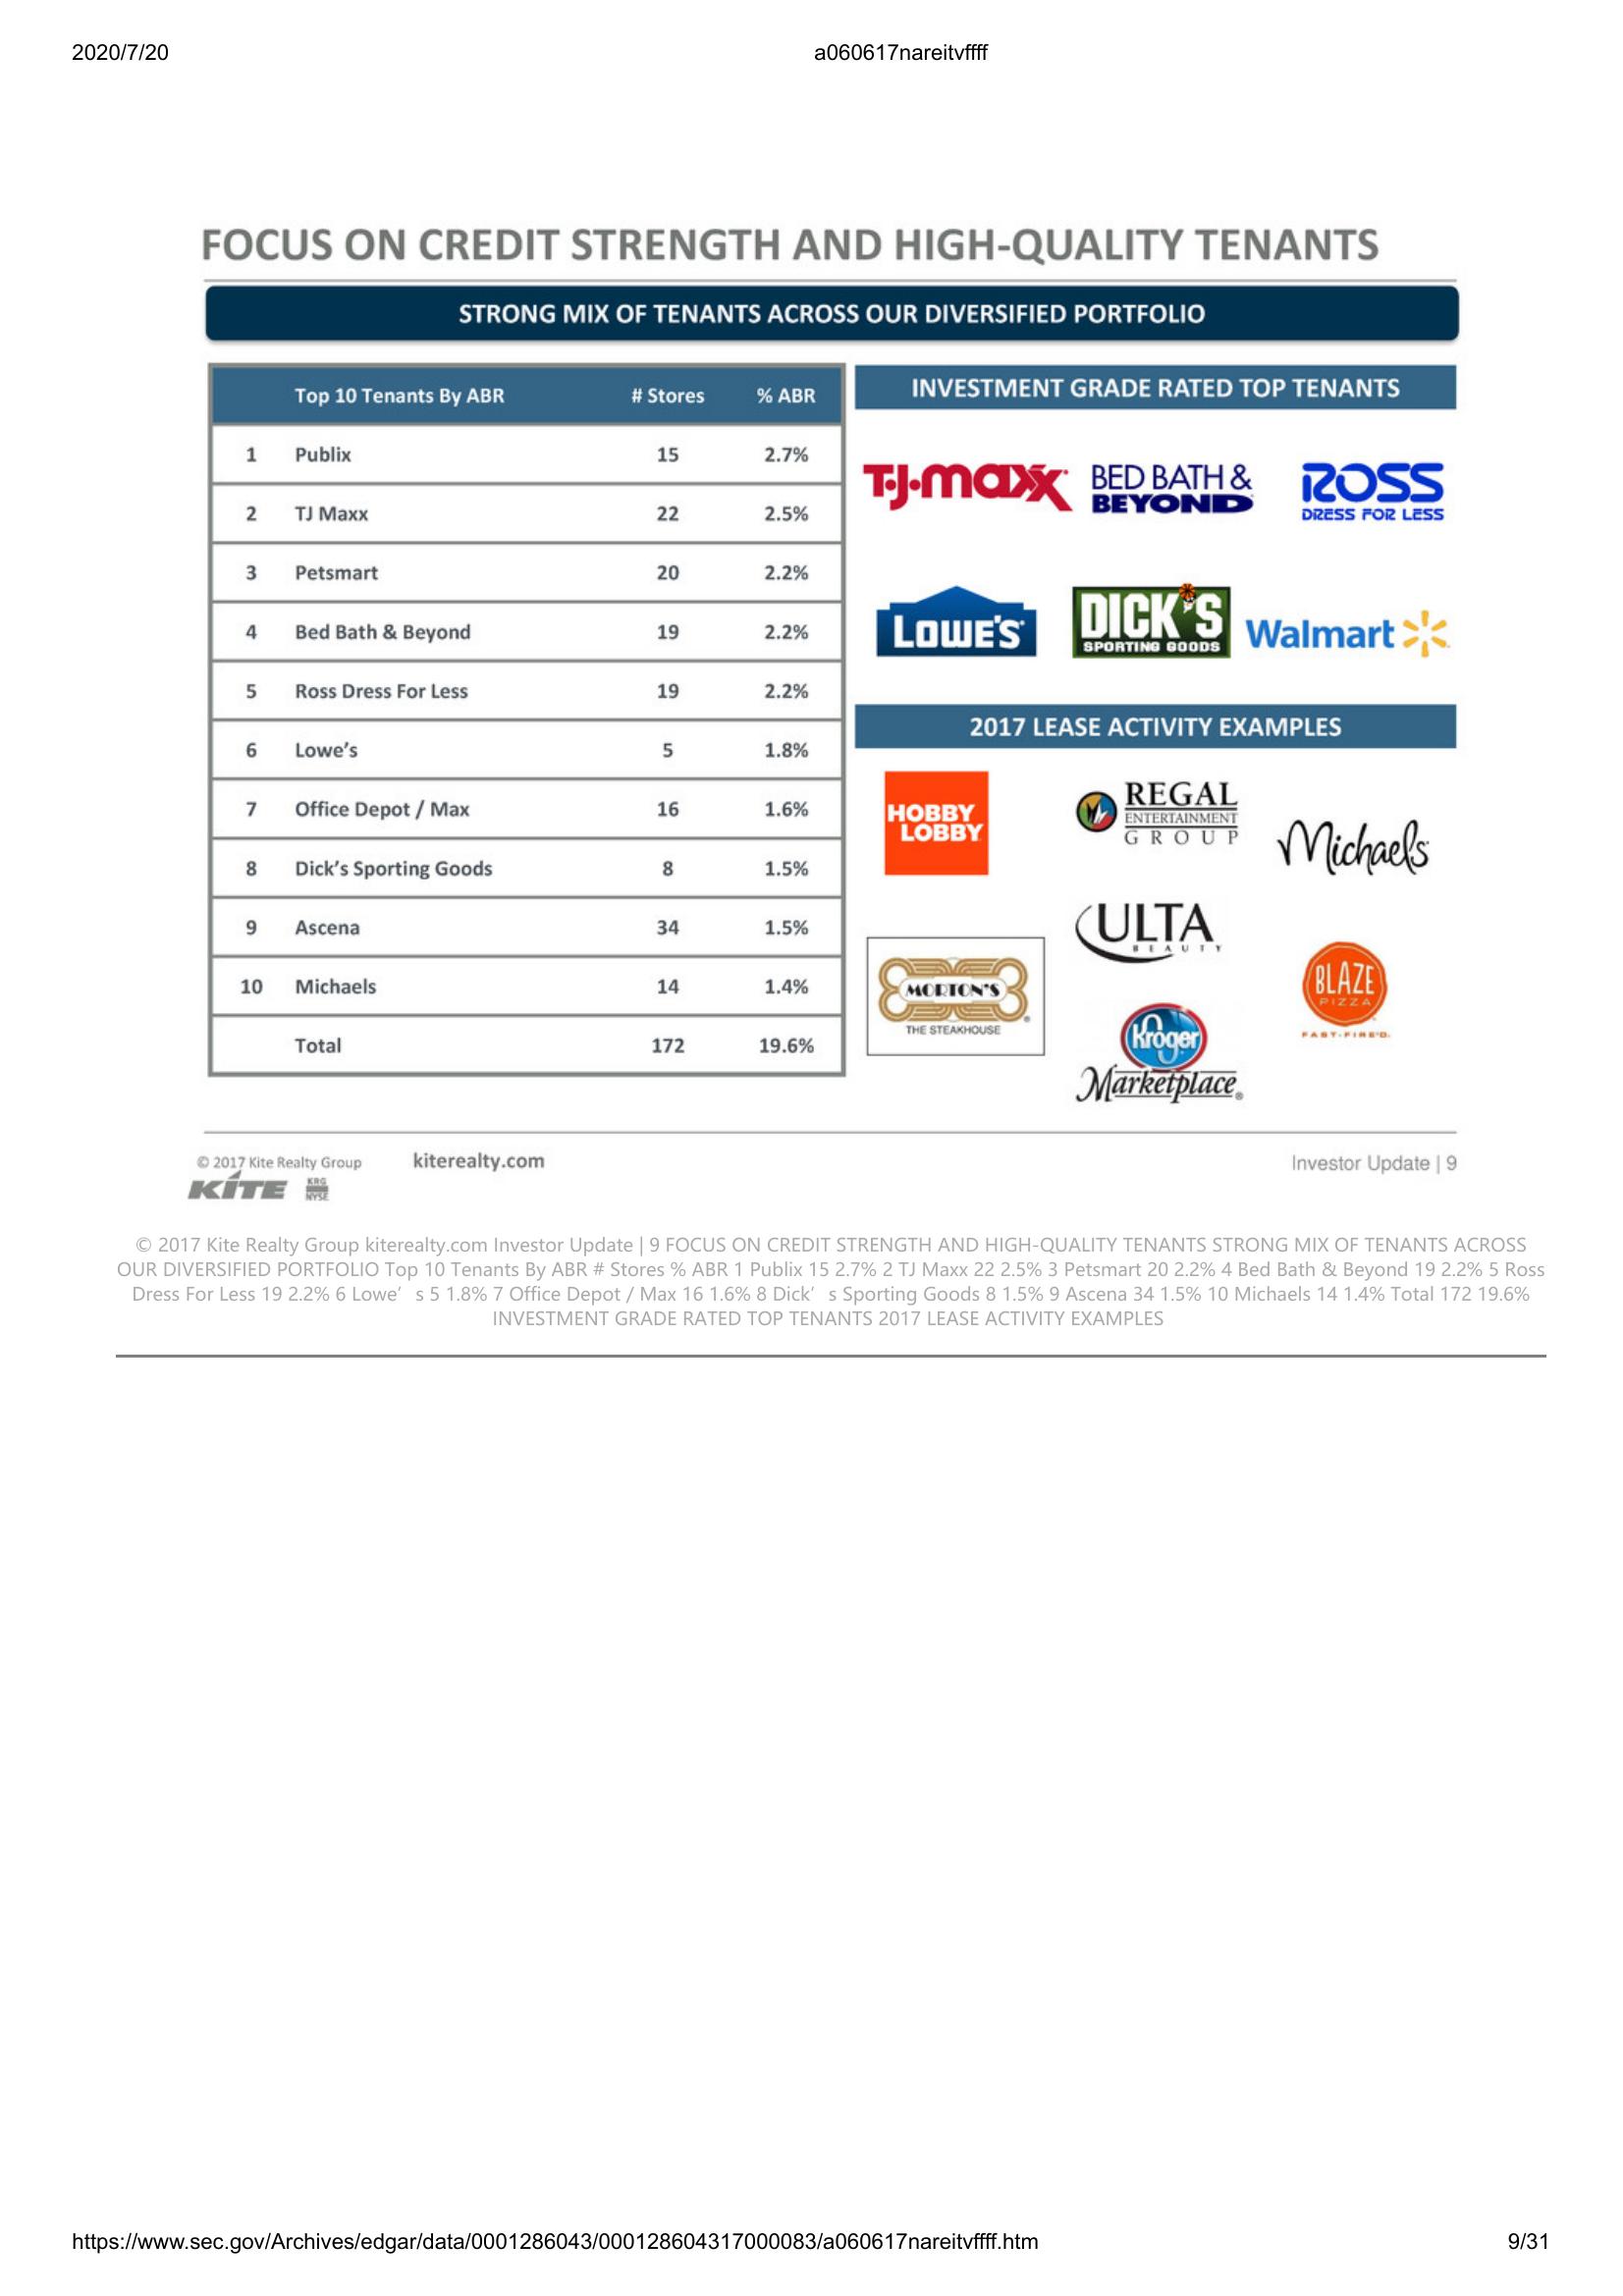 2020/7/20 a060617nareitvffff
FOCUS ON CREDIT STRENGTH AND HIGH-QUALITY TENANTS
STRONG MIX OF TENANTS ACROSS OUR DIVERSIFIED PORTFOLIO
Top 10 Tenants By ABR # Stores % ABR
1 Publix 15 2.7%
2 TJ Maxx 22 2.5%
3 Petsmart 20 2.2%
4 Bed Bath & Beyond 19 2.2%
5 Ross Dress For Less 19 2.2%
6 Lowe’s 5 1.8%
7 Office Depot / Max 16 1.6%
8 Dick’s Sporting Goods 8 1.5%
9 Ascena 34 1.5%
10 Michaels 14 1.4%
Total 172 19.6%
INVESTMENT GRADE RATED TOP TENANTS
T.J.maxx
BED BATH &
BEYOND
ROSS
DRESS FOR LESS
LOWE'S
DICK'S
SPORTING GOODS
Walmart
2017 LEASE ACTIVITY EXAMPLES
HOBBY
LOBBY
REGAL
ENTERTAINMENT
GROUP
Michaels
ULTA
BEAUTY
MORTON'S
THE STEAKHOUSE
BLAZE
PIZZA
FAST-FIRE'D.
Kroger
Marketplace®
© 2017 Kite Realty Group kiterealty.com Investor Update | 9
KITE KRG
NYSE
© 2017 Kite Realty Group kiterealty.com Investor Update | 9 FOCUS ON CREDIT STRENGTH AND HIGH-QUALITY TENANTS STRONG MIX OF TENANTS ACROSS
OUR DIVERSIFIED PORTFOLIO Top 10 Tenants By ABR # Stores % ABR 1 Publix 15 2.7% 2 TJ Maxx 22 2.5% 3 Petsmart 20 2.2% 4 Bed Bath & Beyond 19 2.2% 5 Ross
Dress For Less 19 2.2% 6 Lowe’s 5 1.8% 7 Office Depot / Max 16 1.6% 8 Dick’s Sporting Goods 8 1.5% 9 Ascena 34 1.5% 10 Michaels 14 1.4% Total 172 19.6%
INVESTMENT GRADE RATED TOP TENANTS 2017 LEASE ACTIVITY EXAMPLES
https://www.sec.gov/Archives/edgar/data/0001286043/000128604317000083/a060617nareitvffff.htm 9/31